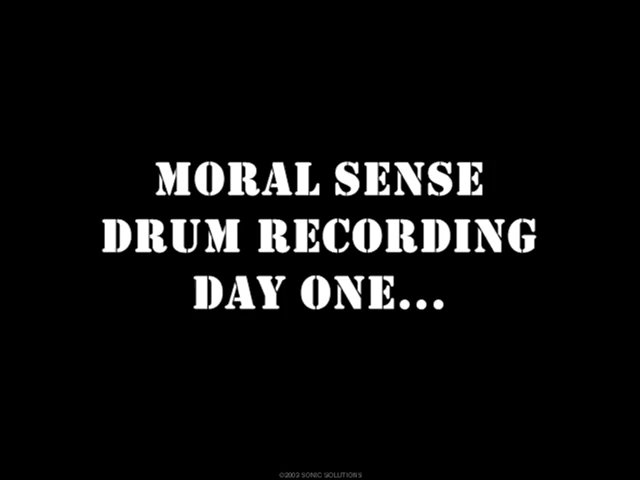 MORAL SENSE
DRUM RECORDING
DAY ONE...
©2003 SONIC SOLUTIONS